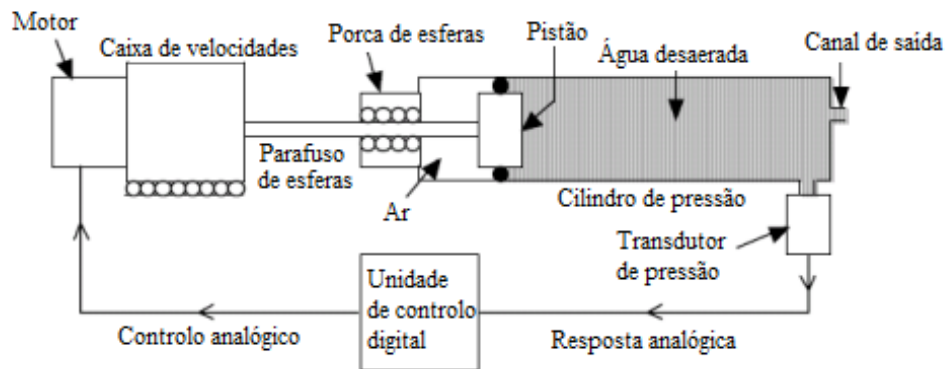 Motor
Caixa de velocidades
Porca de esferas
Pistão
Água desaerada
Canal de saída
Parafuso
de esferas
Ar
Cilindro de pressão
Transdutor
de pressão
Unidade
de controlo
digital
Controlo analógico
Resposta analógica